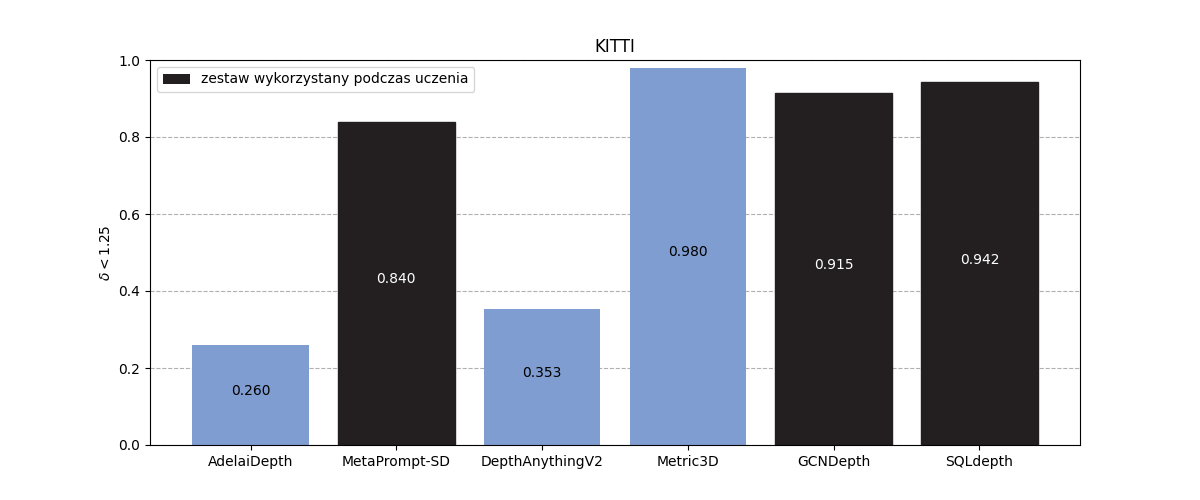 KITTI
zestaw wykorzystany podczas uczenia
δ < 1.25
1.0
0.8
0.6
0.4
0.2
0.0
0.260
0.840
0.353
0.980
0.915
0.942
AdelaiDepth
MetaPrompt-SD
DepthAnythingV2
Metric3D
GCNDepth
SQLdepth